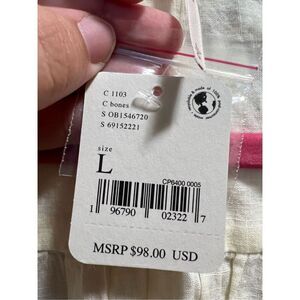 C 1103
C bones
S OB1546720
S 69152221
size
L
CP6400 0005
1 96790 02322 7
MSRP $98.00 USD